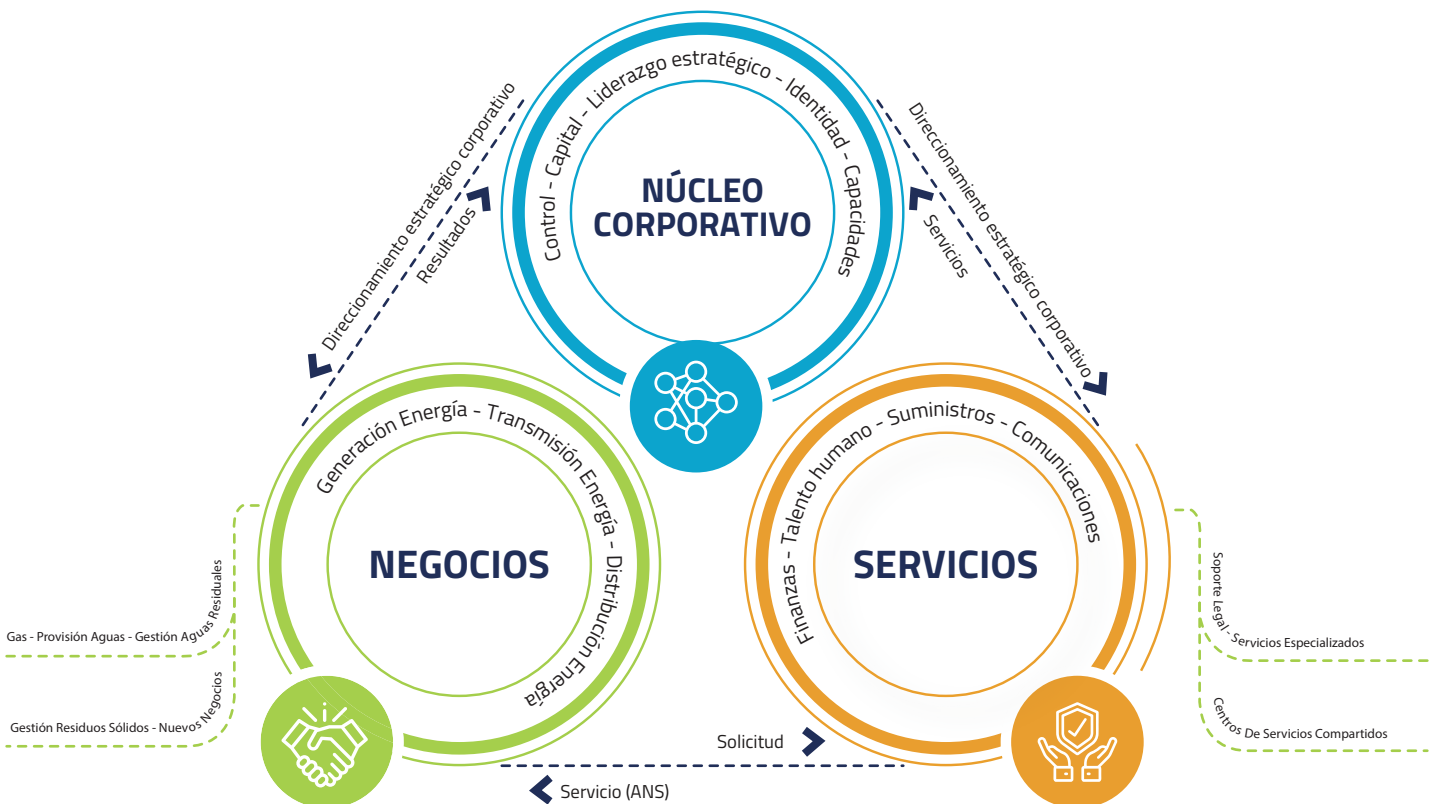 Control - Capital - Liderazgo estratégico - Identidad - Capacidades
NÚCLEO
CORPORATIVO
Direccionamiento estratégico corporativo
Resultados
Direccionamiento estratégico corporativo
Servicios
Generación Energía - Transmisión Energía - Distribución Energía
NEGOCIOS
Finanzas - Talento humano - Suministros - Comunicaciones
SERVICIOS
Gas - Provisión Aguas - Gestión Aguas Residuales
Gestión Residuos Sólidos - Nuevos Negocios
Soporte Legal - Servicios Especializados
Centros De Servicios Compartidos
Solicitud
Servicio (ANS)